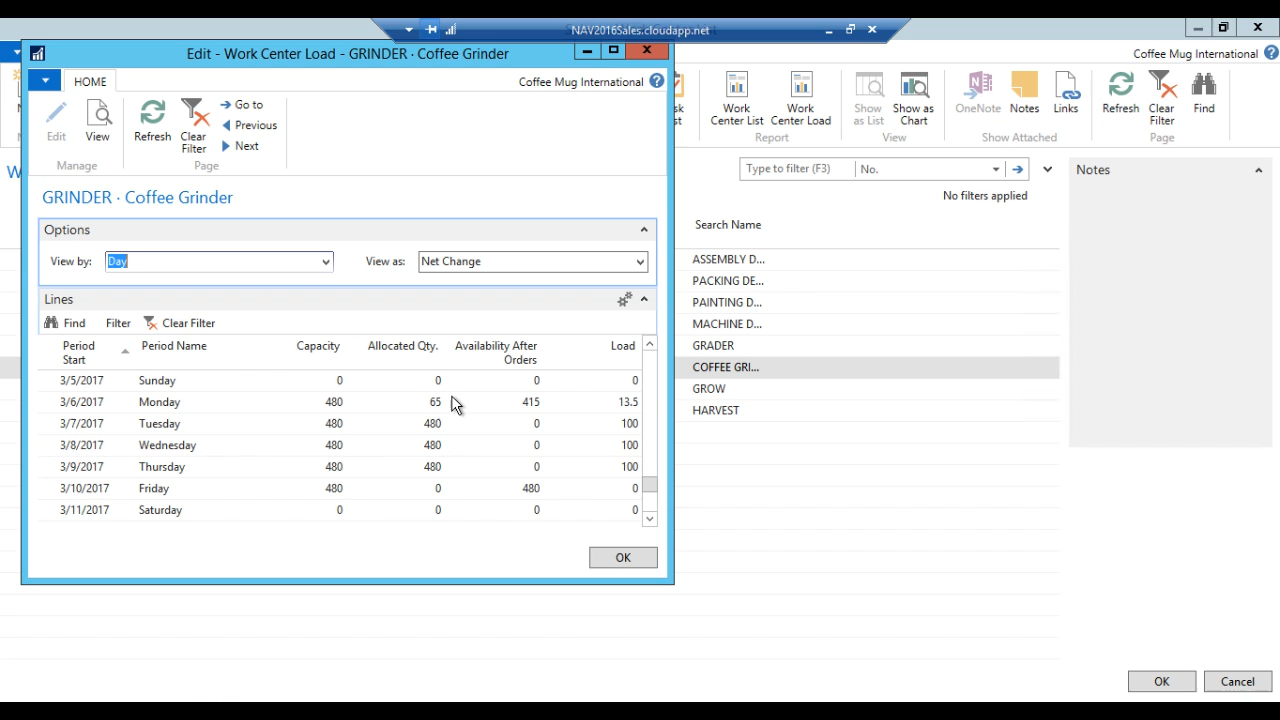 NAV2016Sales.cloudapp.net
Edit - Work Center Load - GRINDER · Coffee Grinder
HOME
Coffee Mug International
Edit
View
Refresh
Clear
Filter
Go to
Previous
Next
Manage
Page
GRINDER · Coffee Grinder
Options
View by: Day
View as: Net Change
Lines
Find Filter Clear Filter
Period Start Period Name Capacity Allocated Qty. Availability After Orders Load
3/5/2017 Sunday 0 0 0 0
3/6/2017 Monday 480 65 415 13.5
3/7/2017 Tuesday 480 480 0 100
3/8/2017 Wednesday 480 480 0 100
3/9/2017 Thursday 480 480 0 100
3/10/2017 Friday 480 0 480 0
3/11/2017 Saturday 0 0 0 0
OK
Coffee Mug International
Work
Center List
Work
Center Load
Report
Show
as List
Show as
Chart
View
OneNote
Notes
Links
Show Attached
Refresh
Clear
Filter
Find
Page
Type to filter (F3) No.
No filters applied
Search Name
ASSEMBLY D...
PACKING DE...
PAINTING D...
MACHINE D...
GRADER
COFFEE GRI...
GROW
HARVEST
Notes
OK Cancel